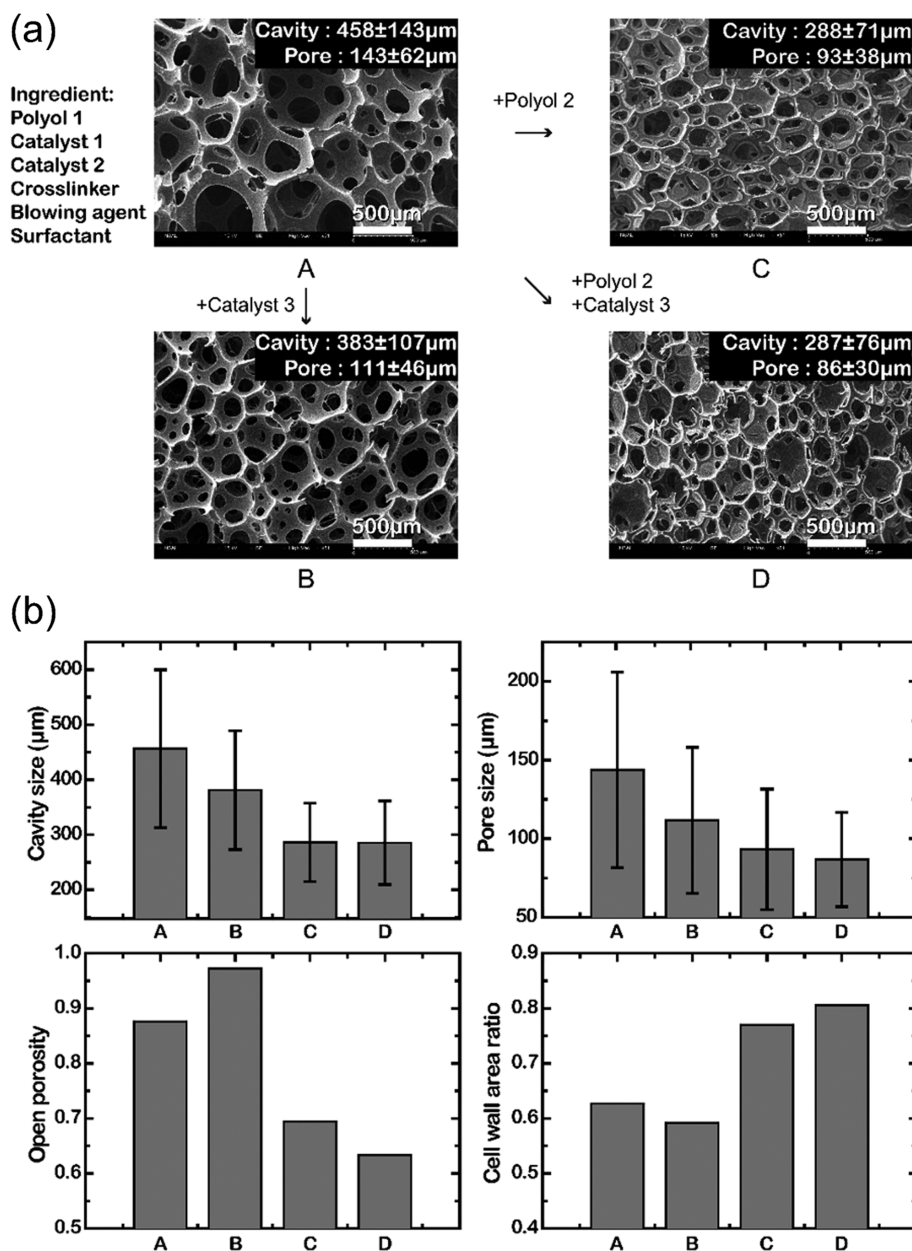 (a)
Ingredient:
Polyol 1
Catalyst 1
Catalyst 2
Crosslinker
Blowing agent
Surfactant
Cavity : 458±143μm
Pore : 143±62μm
500μm
A
+Polyol 2
Cavity : 288±71μm
Pore : 93±38μm
500μm
C
+Catalyst 3
+Polyol 2
+Catalyst 3
Cavity : 383±107μm
Pore : 111±46μm
500μm
B
Cavity : 287±76μm
Pore : 86±30μm
500μm
D
(b)
Cavity size (μm)
600
500
400
300
200
A B C D
Pore size (μm)
200
150
100
50
A B C D
Open porosity
1.0
0.9
0.8
0.7
0.6
0.5
A B C D
Cell wall area ratio
0.9
0.8
0.7
0.6
0.5
0.4
A B C D